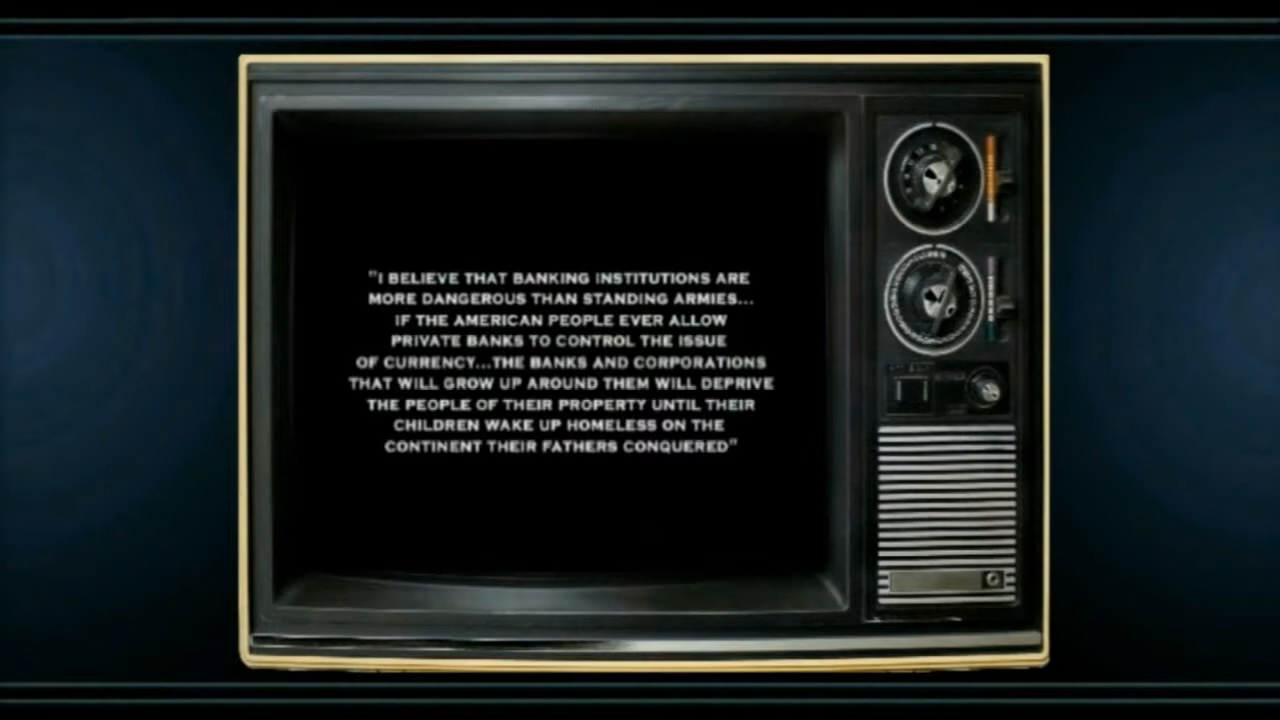 "I BELIEVE THAT BANKING INSTITUTIONS ARE
MORE DANGEROUS THAN STANDING ARMIES...
IF THE AMERICAN PEOPLE EVER ALLOW
PRIVATE BANKS TO CONTROL THE ISSUE
OF CURRENCY...THE BANKS AND CORPORATIONS
THAT WILL GROW UP AROUND THEM WILL DEPRIVE
THE PEOPLE OF THEIR PROPERTY UNTIL THEIR
CHILDREN WAKE UP HOMELESS ON THE
CONTINENT THEIR FATHERS CONQUERED"